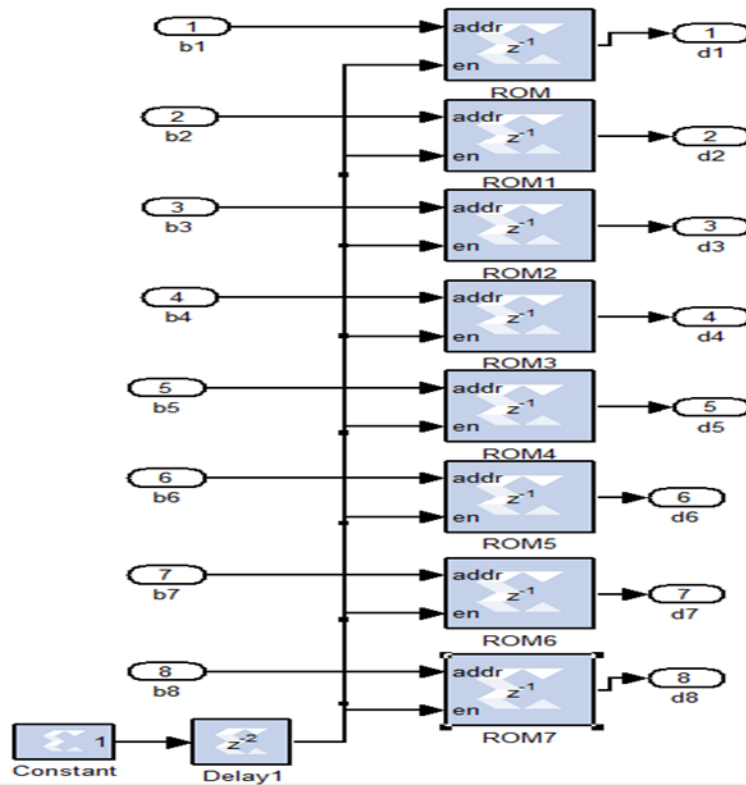 1
b1
addr
z-1
en
ROM
1
d1
2
b2
addr
z-1
en
ROM1
2
d2
3
b3
addr
z-1
en
ROM2
3
d3
4
b4
addr
z-1
en
ROM3
4
d4
5
b5
addr
z-1
en
ROM4
5
d5
6
b6
addr
z-1
en
ROM5
6
d6
7
b7
addr
z-1
en
ROM6
7
d7
8
b8
addr
z-1
en
ROM7
8
d8
1
Constant
z-2
Delay1